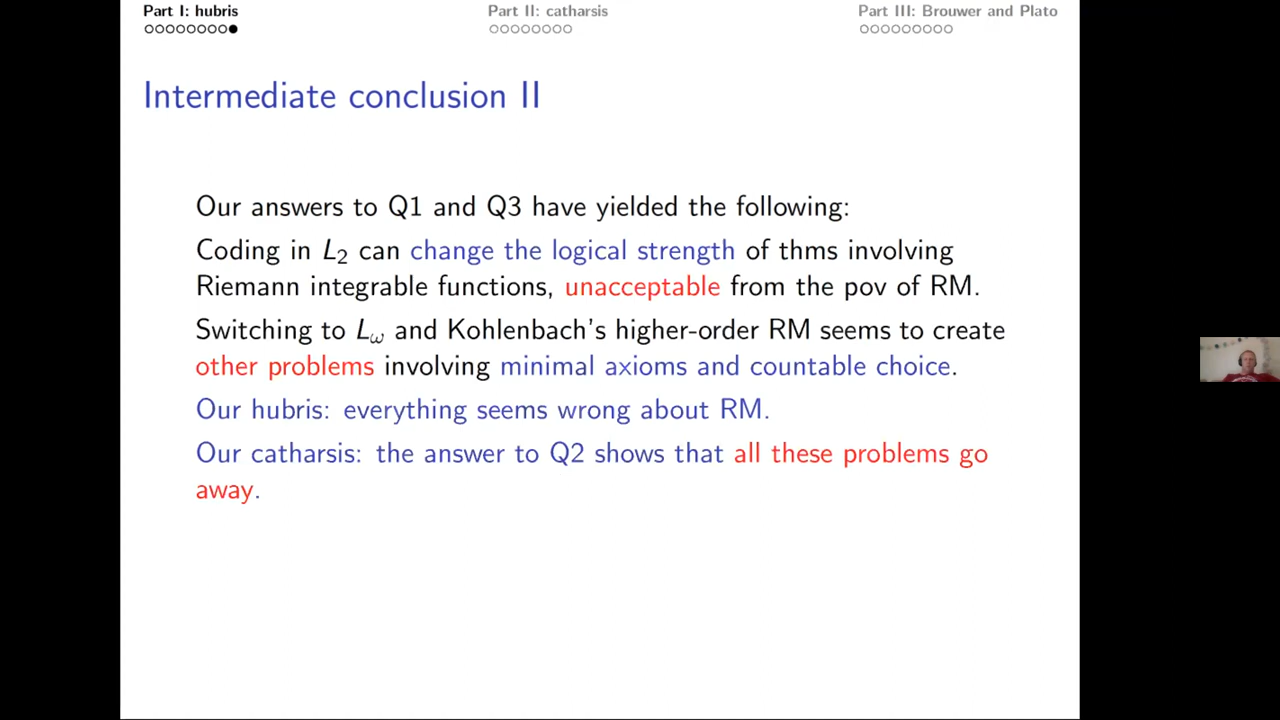 Part I: hubris Part II: catharsis Part III: Brouwer and Plato
Intermediate conclusion II
Our answers to Q1 and Q3 have yielded the following:
Coding in L₂ can change the logical strength of thms involving
Riemann integrable functions, unacceptable from the pov of RM.
Switching to L_ω and Kohlenbach's higher-order RM seems to create
other problems involving minimal axioms and countable choice.
Our hubris: everything seems wrong about RM.
Our catharsis: the answer to Q2 shows that all these problems go
away.